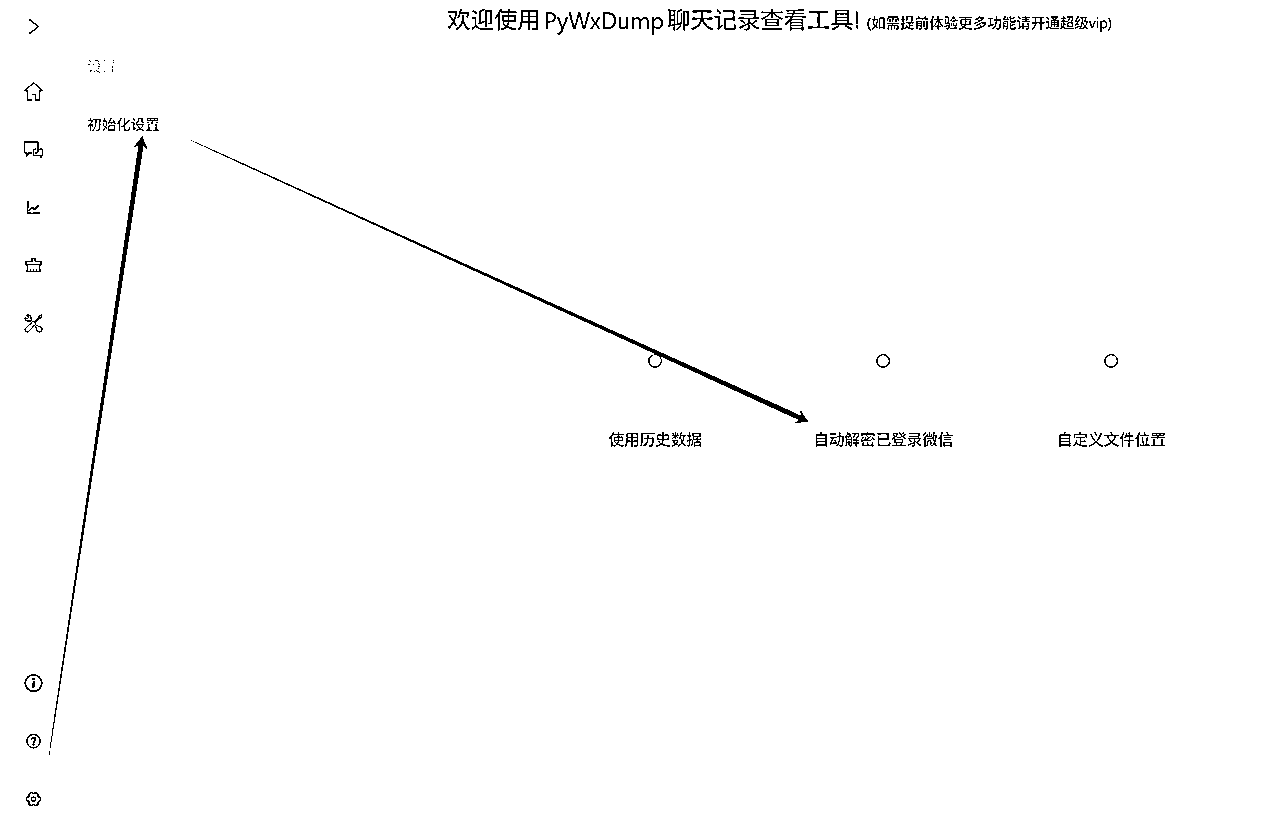 欢迎使用 PyWxDump 聊天记录查看工具! (如需提前体验更多功能请开通超级vip)
初始化设置
使用历史数据
自动解密已登录微信
自定义文件位置